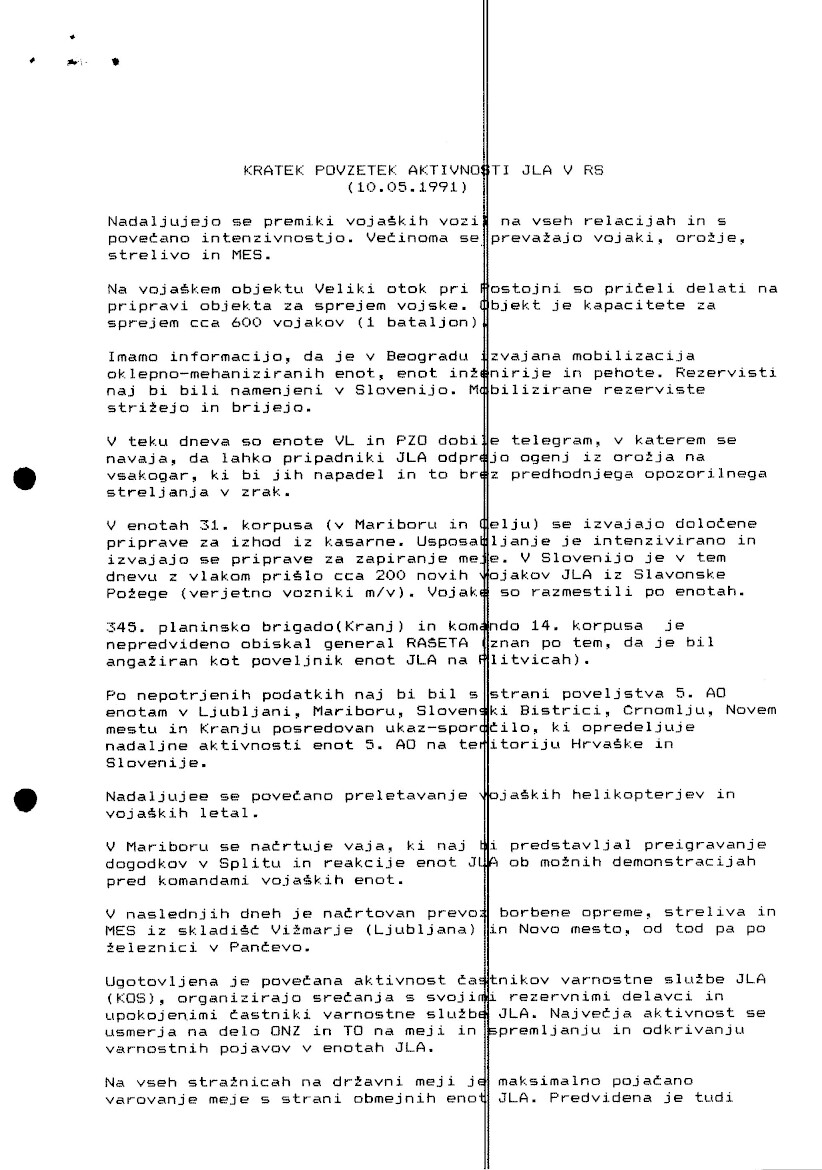 KRATEK POVZETEK AKTIVNOSTI JLA V RS
(10.05.1991)
Nadaljujejo se premiki vojaških vozil na vseh relacijah in s
povečano intenzivnostjo. Večinoma se prevažajo vojaki, orožje,
strelivo in MES.
Na vojaškem objektu Veliki otok pri Postojni so pričeli delati na
pripravi objekta za sprejem vojske. Objekt je kapacitete za
sprejem cca 600 vojakov (1 bataljon).
Imamo informacijo, da je v Beogradu izvajana mobilizacija
oklepno-mehaniziranih enot, enot inženirije in pehote. Rezervisti
naj bi bili namenjeni v Slovenijo. Mobilizirane rezerviste
strižejo in brijejo.
V teku dneva so enote VL in PZO dobile telegram, v katerem se
navaja, da lahko pripadniki JLA odprejo ogenj iz orožja na
vsakogar, ki bi jih napadel in to brez predhodnjega opozorilnega
streljanja v zrak.
V enotah 31. korpusa (v Mariboru in Celju) se izvajajo določene
priprave za izhod iz kasarne. Usposabljanje je intenzivirano in
izvajajo se priprave za zapiranje meje. V Slovenijo je v tem
dnevu z vlakom prišlo cca 200 novih vojakov JLA iz Slavonske
Požege (verjetno vozniki m/v). Vojake so razmestili po enotah.
345. planinsko brigado(Kranj) in komando 14. korpusa  je
nepredvideno obiskal general RAŠETA (znan po tem, da je bil
angažiran kot poveljnik enot JLA na Plitvicah).
Po nepotrjenih podatkih naj bi bil s strani poveljstva 5. AO
enotam v Ljubljani, Mariboru, Slovenski Bistrici, Črnomlju, Novem
mestu in Kranju posredovan ukaz-sporočilo, ki opredeljuje
nadaljne aktivnosti enot 5. AO na teritoriju Hrvaške in
Slovenije.
Nadaljujee se povečano preletavanje vojaških helikopterjev in
vojaških letal.
V Mariboru se načrtuje vaja, ki naj bi predstavljal preigravanje
dogodkov v Splitu in reakcije enot JLA ob možnih demonstracijah
pred komandami vojaških enot.
V naslednjih dneh je načrtovan prevoz borbene opreme, streliva in
MES iz skladišč Vižmarje (Ljubljana) in Novo mesto, od tod pa po
železnici v Pančevo.
Ugotovljena je povečana aktivnost častnikov varnostne službe JLA
(KOS), organizirajo srečanja s svojimi rezervnimi delavci in
upokojenimi častniki varnostne službe JLA. Največja aktivnost se
usmerja na delo ONZ in TO na meji in spremljanju in odkrivanju
varnostnih pojavov v enotah JLA.
Na vseh stražnicah na državni meji je maksimalno pojačano
varovanje meje s strani obmejnih enot JLA. Predvidena je tudi